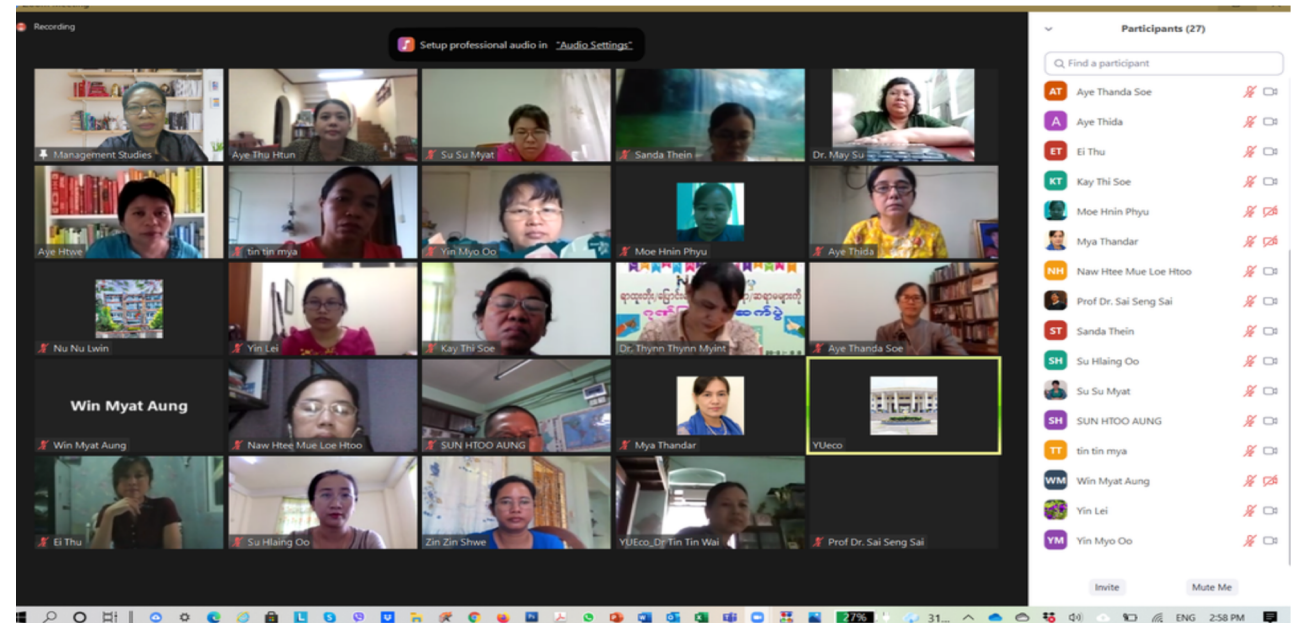 Recording
Setup professional audio in "Audio Settings"
Management Studies
Aye Thu Htun
Su Su Myat
Sanda Thein
Dr. May Su
Aye Htwe
tin tin mya
Yin Myo Oo
Moe Hnin Phyu
Aye Thida
Nu Nu Lwin
Yin Lei
Kay Thi Soe
Dr. Thynn Thynn Myint
Aye Thanda Soe
Win Myat Aung
Win Myat Aung
Naw Htee Mue Loe Htoo
SUN HTOO AUNG
Mya Thandar
YUeco
Ei Thu
Su Hlaing Oo
Zin Zin Shwe
YUEco_Dr Tin Tin Wai
Prof Dr. Sai Seng Sai
Participants (27)
Find a participant
AT Aye Thanda Soe
A Aye Thida
ET Ei Thu
KT Kay Thi Soe
Moe Hnin Phyu
Mya Thandar
NH Naw Htee Mue Loe Htoo
Prof Dr. Sai Seng Sai
ST Sanda Thein
SH Su Hlaing Oo
Su Su Myat
SH SUN HTOO AUNG
TT tin tin mya
WM Win Myat Aung
Yin Lei
YM Yin Myo Oo
Invite Mute Me
27% 31... ENG 2:58 PM